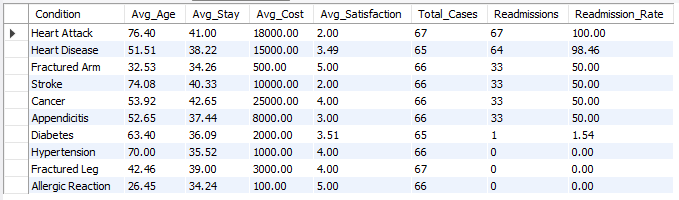 Condition Avg_Age Avg_Stay Avg_Cost Avg_Satisfaction Total_Cases Readmissions Readmission_Rate
Heart Attack 76.40 41.00 18000.00 2.00 67 67 100.00
Heart Disease 51.51 38.22 15000.00 3.49 65 64 98.46
Fractured Arm 32.53 34.26 500.00 5.00 66 33 50.00
Stroke 74.08 40.33 10000.00 2.00 66 33 50.00
Cancer 53.92 42.65 25000.00 4.00 66 33 50.00
Appendicitis 52.65 37.44 8000.00 3.00 66 33 50.00
Diabetes 63.40 36.09 2000.00 3.51 65 1 1.54
Hypertension 70.00 35.52 1000.00 4.00 66 0 0.00
Fractured Leg 42.46 39.00 3000.00 4.00 67 0 0.00
Allergic Reaction 26.45 34.24 100.00 5.00 66 0 0.00